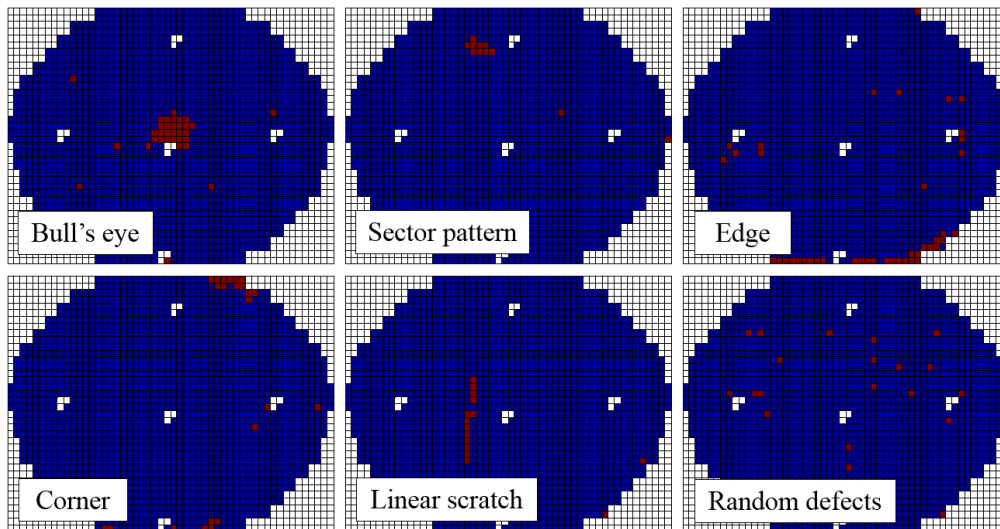 Bull’s eye
Sector pattern
Edge
Corner
Linear scratch
Random defects